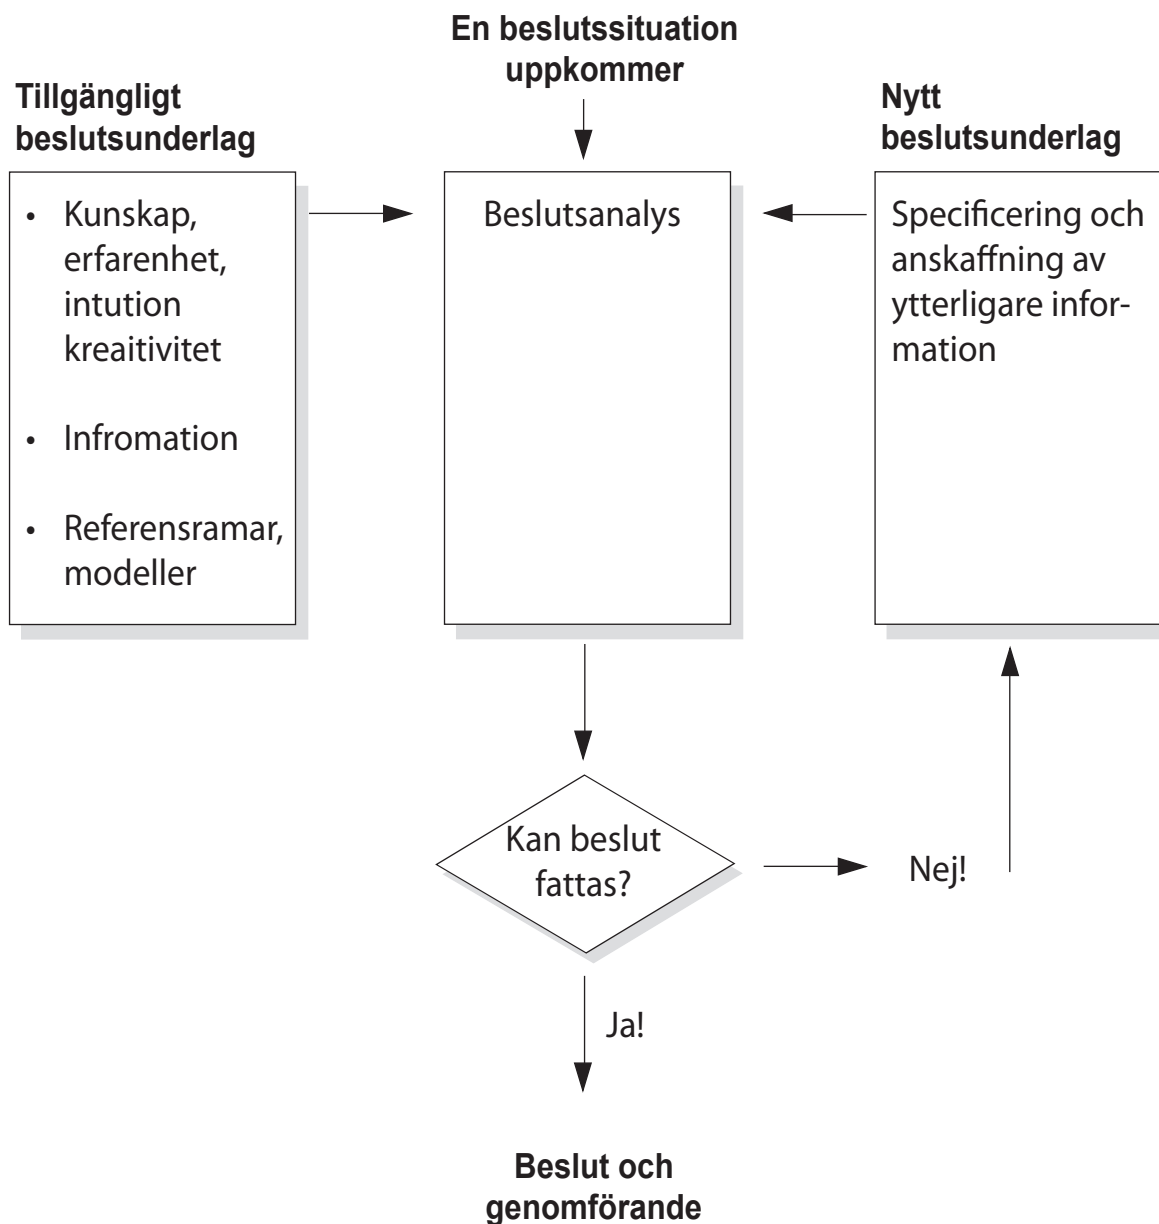 En beslutssituation
uppkommer
Tillgängligt
beslutsunderlag
Nytt
beslutsunderlag
• Kunskap,
erfarenhet,
intution
kreaitivitet
• Infromation
• Referensramar,
modeller
Beslutsanalys
Specificering och
anskaffning av
ytterligare infor-
mation
Kan beslut
fattas?
Nej!
Ja!
Beslut och
genomförande